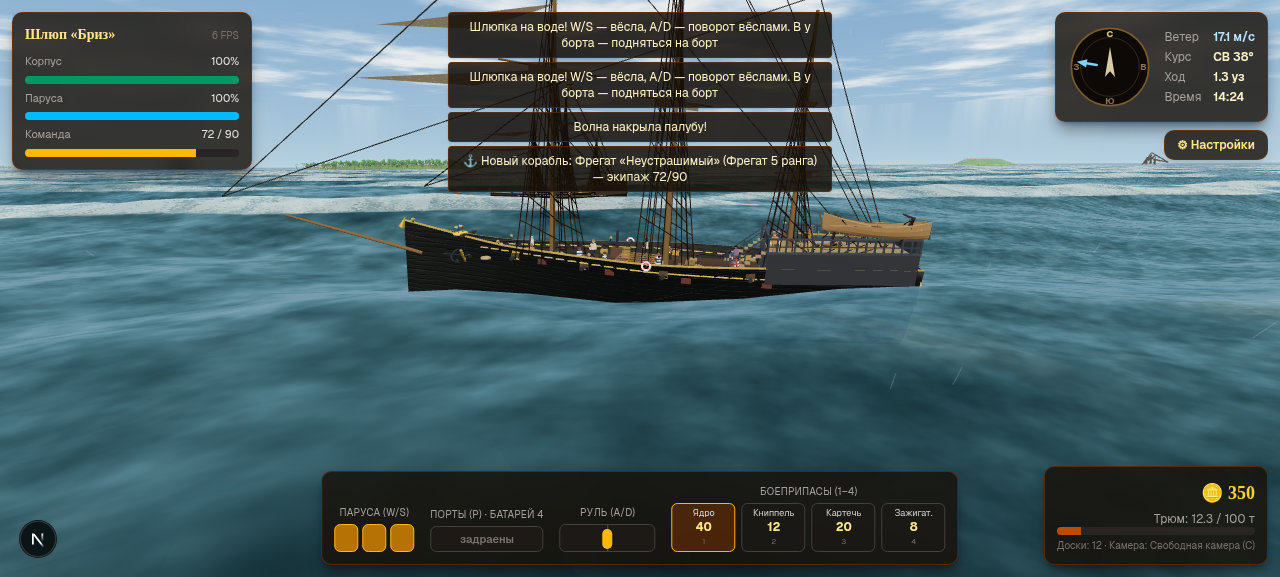 Шлюп «Бриз»
6 FPS
Корпус
100%
Паруса
100%
Команда
72 / 90
Шлюпка на воде! W/S — вёсла, A/D — поворот вёслами. В у
борта — подняться на борт
Шлюпка на воде! W/S — вёсла, A/D — поворот вёслами. В у
борта — подняться на борт
Волна накрыла палубу!
⚓ Новый корабль: Фрегат «Неустрашимый» (Фрегат 5 ранга)
— экипаж 72/90
С
З
В
Ю
Ветер 17.1 м/с
Курс СВ 38°
Ход 1.3 уз
Время 14:24
⚙ Настройки
ПАРУСА (W/S)
ПОРТЫ (P) · БАТАРЕЙ 4
задраены
РУЛЬ (A/D)
БОЕПРИПАСЫ (1–4)
Ядро
40
1
Книппель
12
2
Картечь
20
3
Зажигат.
8
4
350
Трюм: 12.3 / 100 т
Доски: 12 · Камера: Свободная камера (C)
N